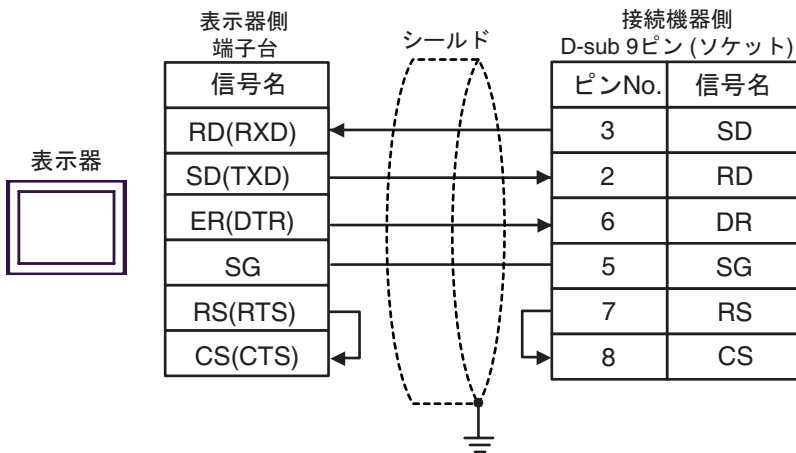 表示器側
端子台
シールド
接続機器側
D-sub 9ピン (ソケット)
信号名
ピンNo. 信号名
RD(RXD) 3 SD
表示器
SD(TXD) 2 RD
ER(DTR) 6 DR
SG 5 SG
RS(RTS) 7 RS
CS(CTS) 8 CS